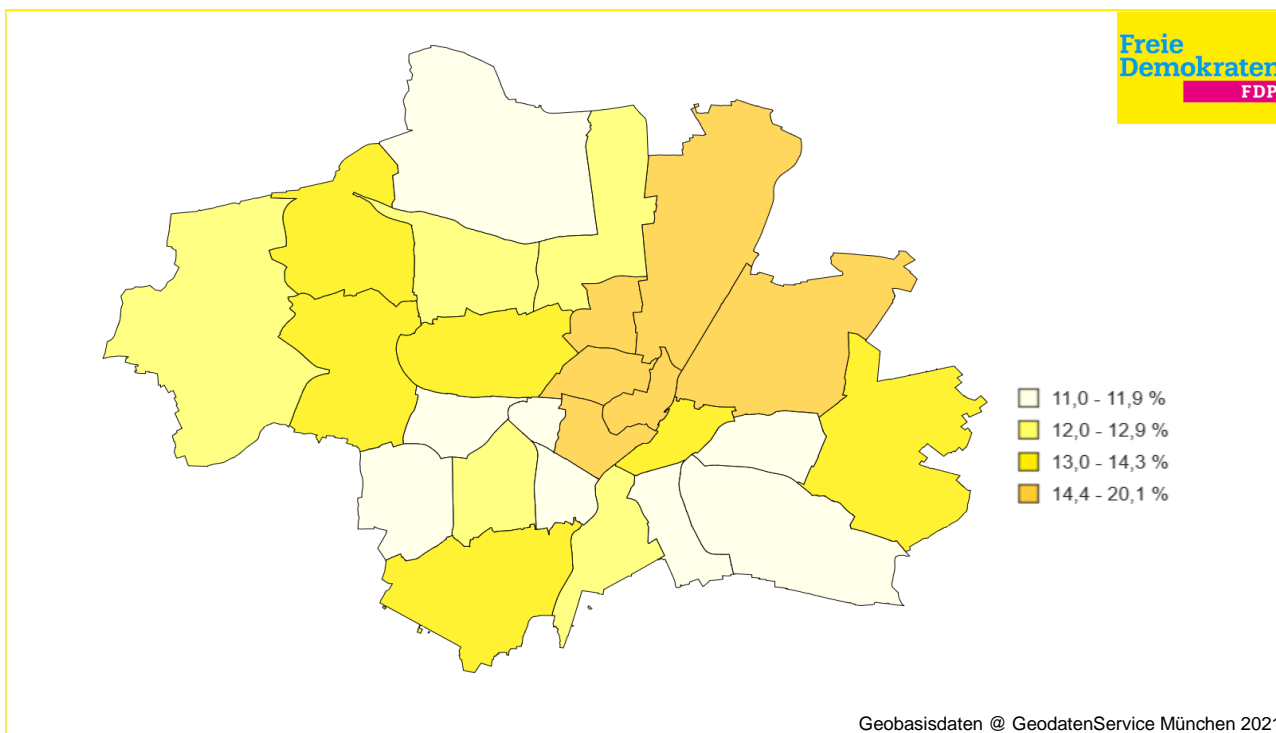 Freie
Demokraten
FDP
11,0 - 11,9 %
12,0 - 12,9 %
13,0 - 14,3 %
14,4 - 20,1 %
Geobasisdaten @ GeodatenService München 2021